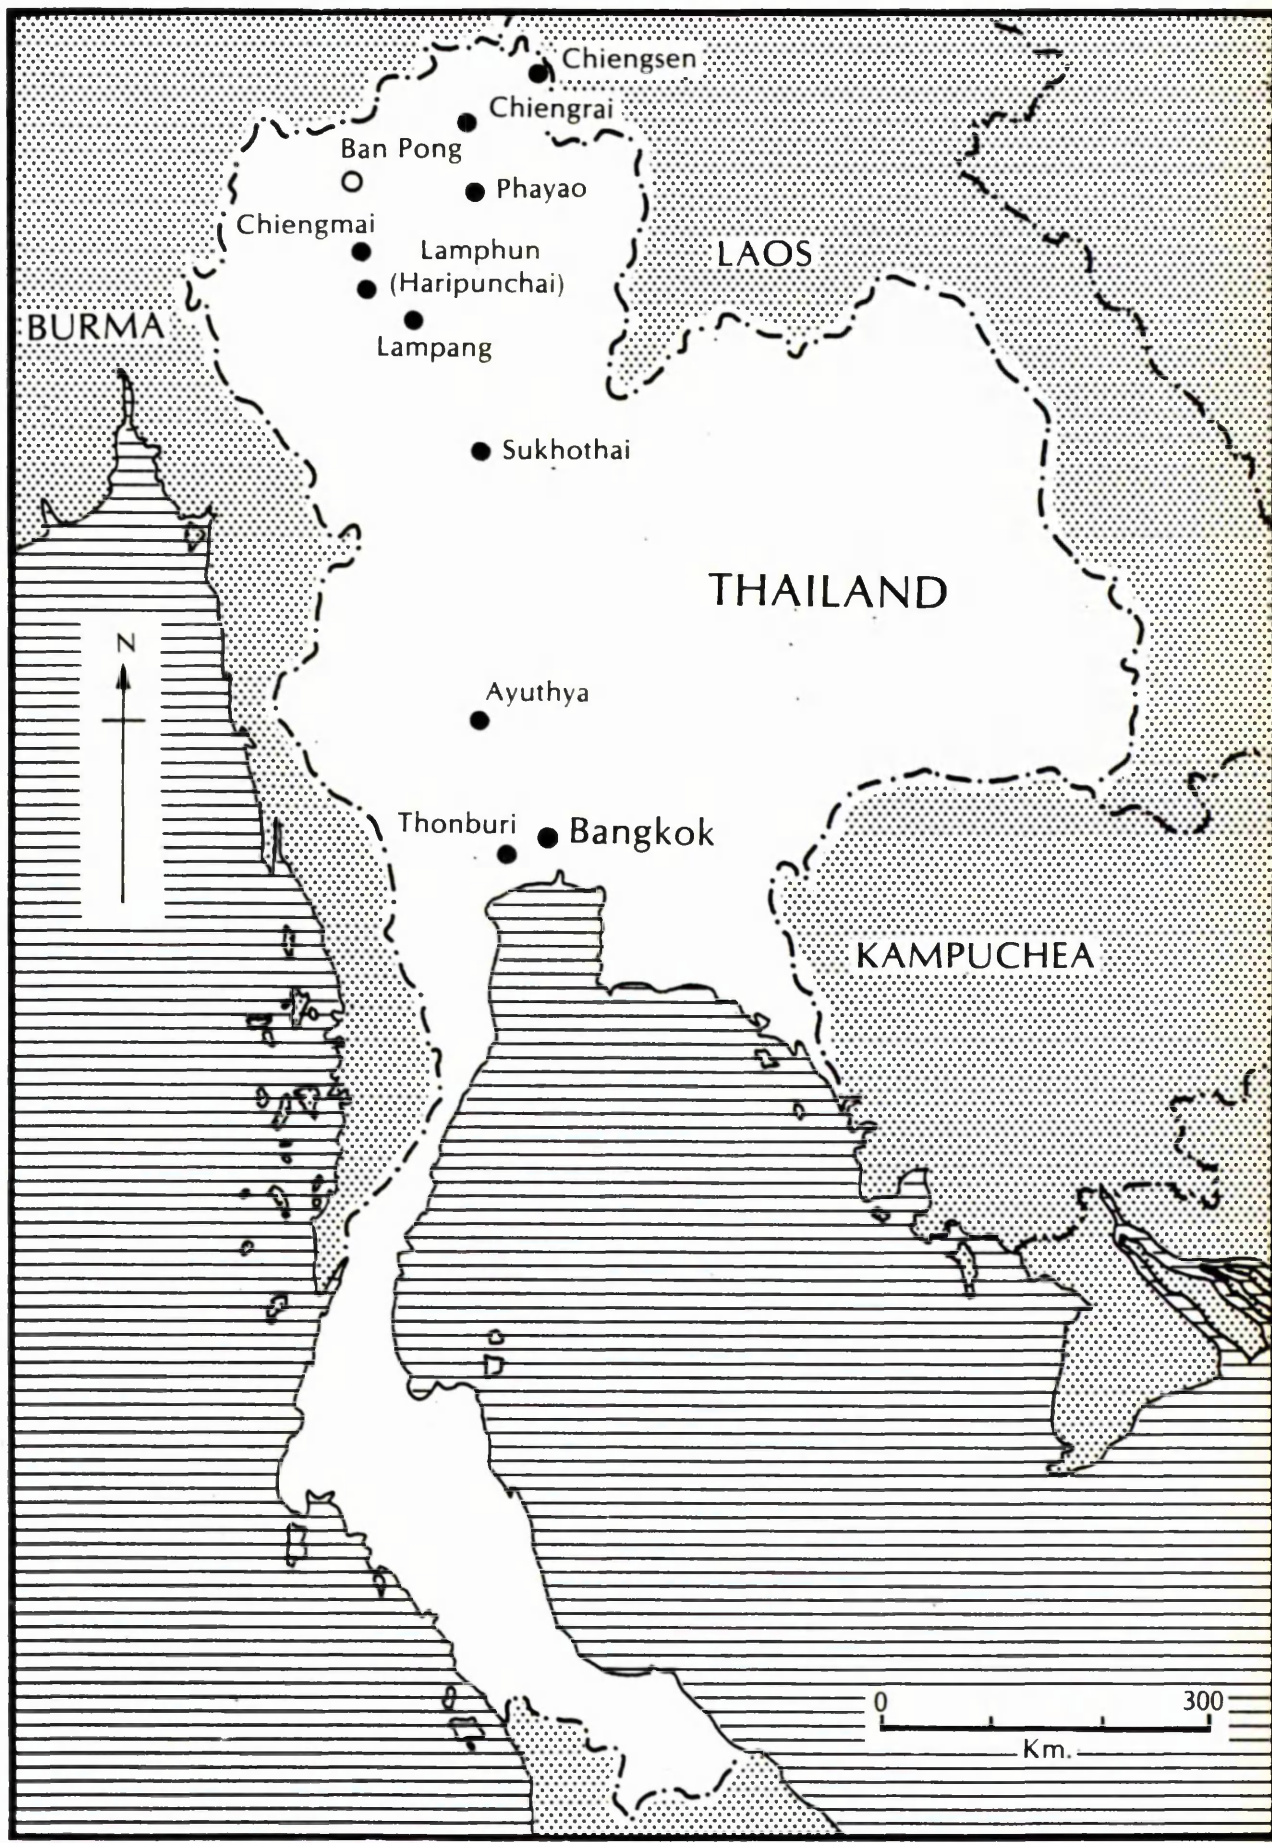 Chiengsen
Chiengrai
Ban Pong
Phayao
Chiengmai
Lamphun
(Haripunchai)
LAOS
BURMA
Lampang
Sukhothai
THAILAND
N
Ayuthya
Thonburi
Bangkok
KAMPUCHEA
0 300
Km.